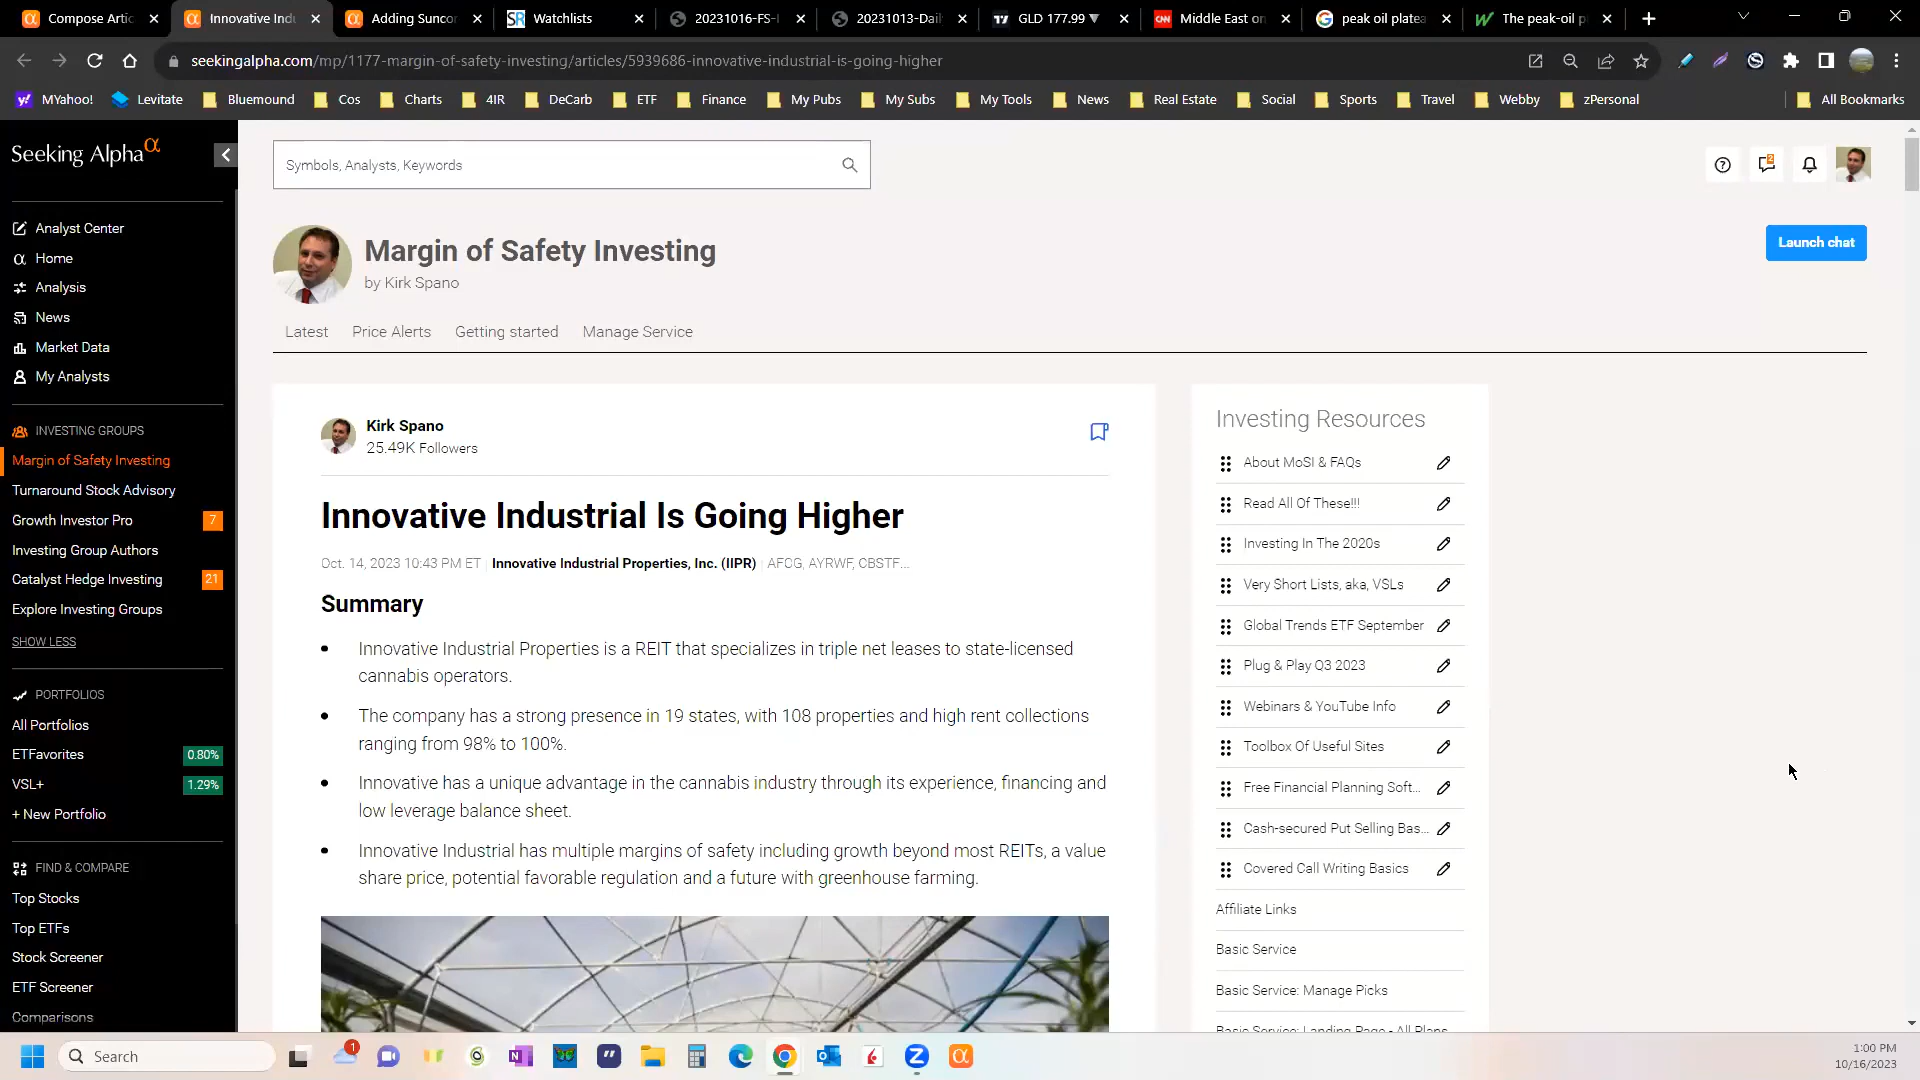 Compose Artic
Innovative Indu
Adding Suncor
Watchlists
20231016-FS-
20231013-Dail
GLD 177.99 ▼
Middle East on
peak oil platea
The peak-oil p
seekingalpha.com/mp/1177-margin-of-safety-investing/articles/5939686-innovative-industrial-is-going-higher
MYahoo!
Levitate
Bluemound
Cos
Charts
4IR
DeCarb
ETF
Finance
My Pubs
My Subs
My Tools
News
Real Estate
Social
Sports
Travel
Webby
zPersonal
All Bookmarks
Seeking Alpha α
Analyst Center
Home
Analysis
News
Market Data
My Analysts
INVESTING GROUPS
Margin of Safety Investing
Turnaround Stock Advisory
Growth Investor Pro 7
Investing Group Authors
Catalyst Hedge Investing 21
Explore Investing Groups
SHOW LESS
PORTFOLIOS
All Portfolios
ETFavorites 0.80%
VSL+ 1.29%
+ New Portfolio
FIND & COMPARE
Top Stocks
Top ETFs
Stock Screener
ETF Screener
Comparisons
Symbols, Analysts, Keywords
2
Margin of Safety Investing
by Kirk Spano
Launch chat
Latest
Price Alerts
Getting started
Manage Service
Kirk Spano
25.49K Followers
Innovative Industrial Is Going Higher
Oct. 14, 2023 10:43 PM ET | Innovative Industrial Properties, Inc. (IIPR) | AFCG, AYRWF, CBSTF...
Summary
Innovative Industrial Properties is a REIT that specializes in triple net leases to state-licensed
cannabis operators.
The company has a strong presence in 19 states, with 108 properties and high rent collections
ranging from 98% to 100%.
Innovative has a unique advantage in the cannabis industry through its experience, financing and
low leverage balance sheet.
Innovative Industrial has multiple margins of safety including growth beyond most REITs, a value
share price, potential favorable regulation and a future with greenhouse farming.
Investing Resources
About MoSI & FAQs
Read All Of These!!!
Investing In The 2020s
Very Short Lists, aka, VSLs
Global Trends ETF September
Plug & Play Q3 2023
Webinars & YouTube Info
Toolbox Of Useful Sites
Free Financial Planning Soft...
Cash-secured Put Selling Bas...
Covered Call Writing Basics
Affiliate Links
Basic Service
Basic Service: Manage Picks
Basic Service: Landing Page - All Plans
Search
1
1:00 PM
10/16/2023